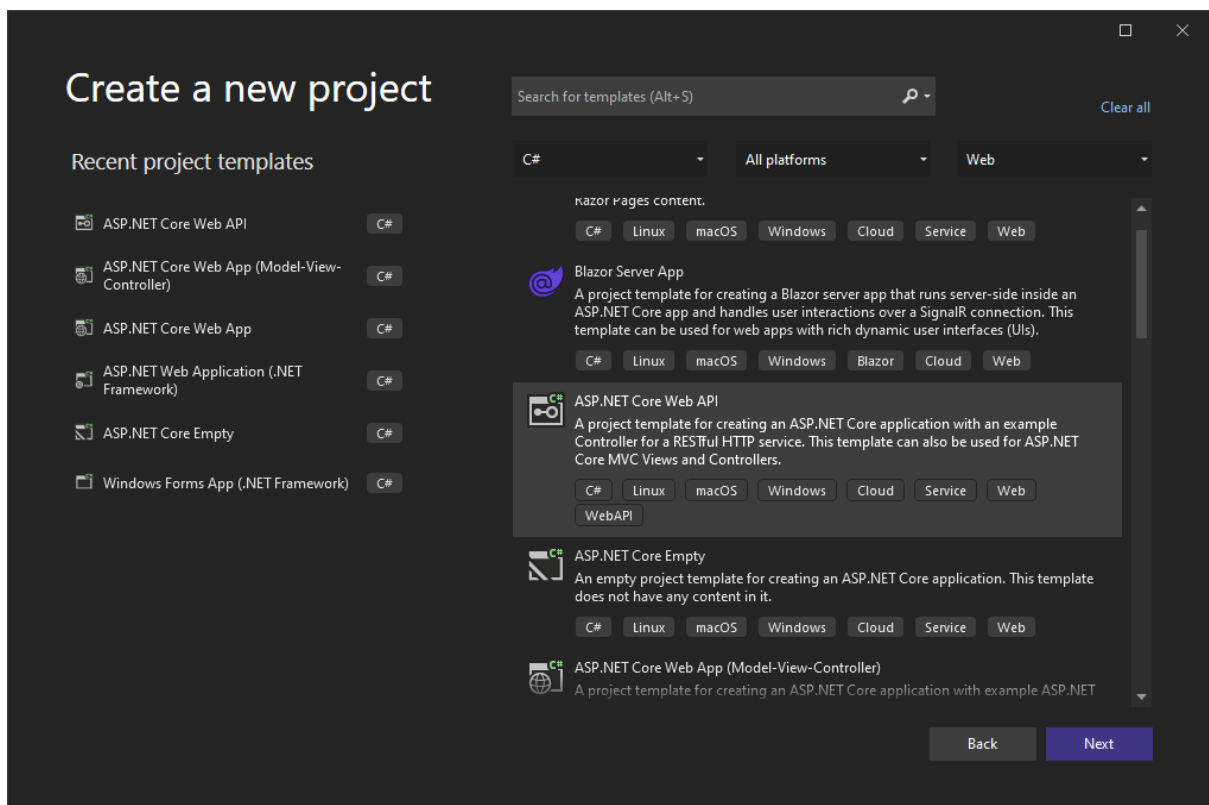 Create a new project
Search for templates (Alt+S)
Clear all
Recent project templates
C#
All platforms
Web
ASP.NET Core Web API
C#
ASP.NET Core Web App (Model-View-
Controller)
C#
ASP.NET Core Web App
C#
ASP.NET Web Application (.NET
Framework)
C#
ASP.NET Core Empty
C#
Windows Forms App (.NET Framework)
C#
Razor Pages content.
C# Linux macOS Windows Cloud Service Web
Blazor Server App
A project template for creating a Blazor server app that runs server-side inside an
ASP.NET Core app and handles user interactions over a SignalR connection. This
template can be used for web apps with rich dynamic user interfaces (UIs).
C# Linux macOS Windows Blazor Cloud Web
C#
ASP.NET Core Web API
A project template for creating an ASP.NET Core application with an example
Controller for a RESTful HTTP service. This template can also be used for ASP.NET
Core MVC Views and Controllers.
C# Linux macOS Windows Cloud Service Web
WebAPI
C#
ASP.NET Core Empty
An empty project template for creating an ASP.NET Core application. This template
does not have any content in it.
C# Linux macOS Windows Cloud Service Web
C#
ASP.NET Core Web App (Model-View-Controller)
A project template for creating an ASP.NET Core application with example ASP.NET
Back
Next